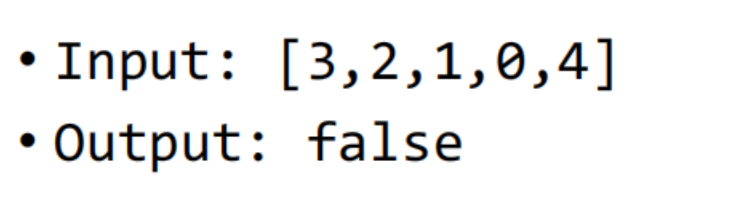 • Input: [3,2,1,0,4]
• Output: false